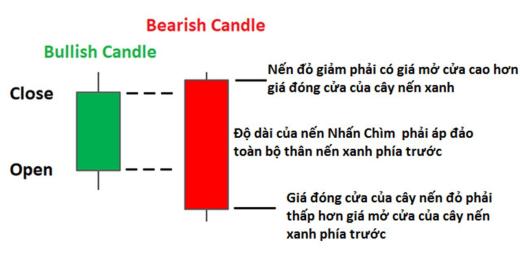 Bearish Candle
Bullish Candle
Close
Open
Nến đỏ giảm phải có giá mở cửa cao hơn
giá đóng cửa của cây nến xanh
Độ dài của nến Nhấn Chìm phải áp đảo
toàn bộ thân nến xanh phía trước
Giá đóng cửa của cây nến đỏ phải
thấp hơn giá mở cửa của cây nến
xanh phía trước